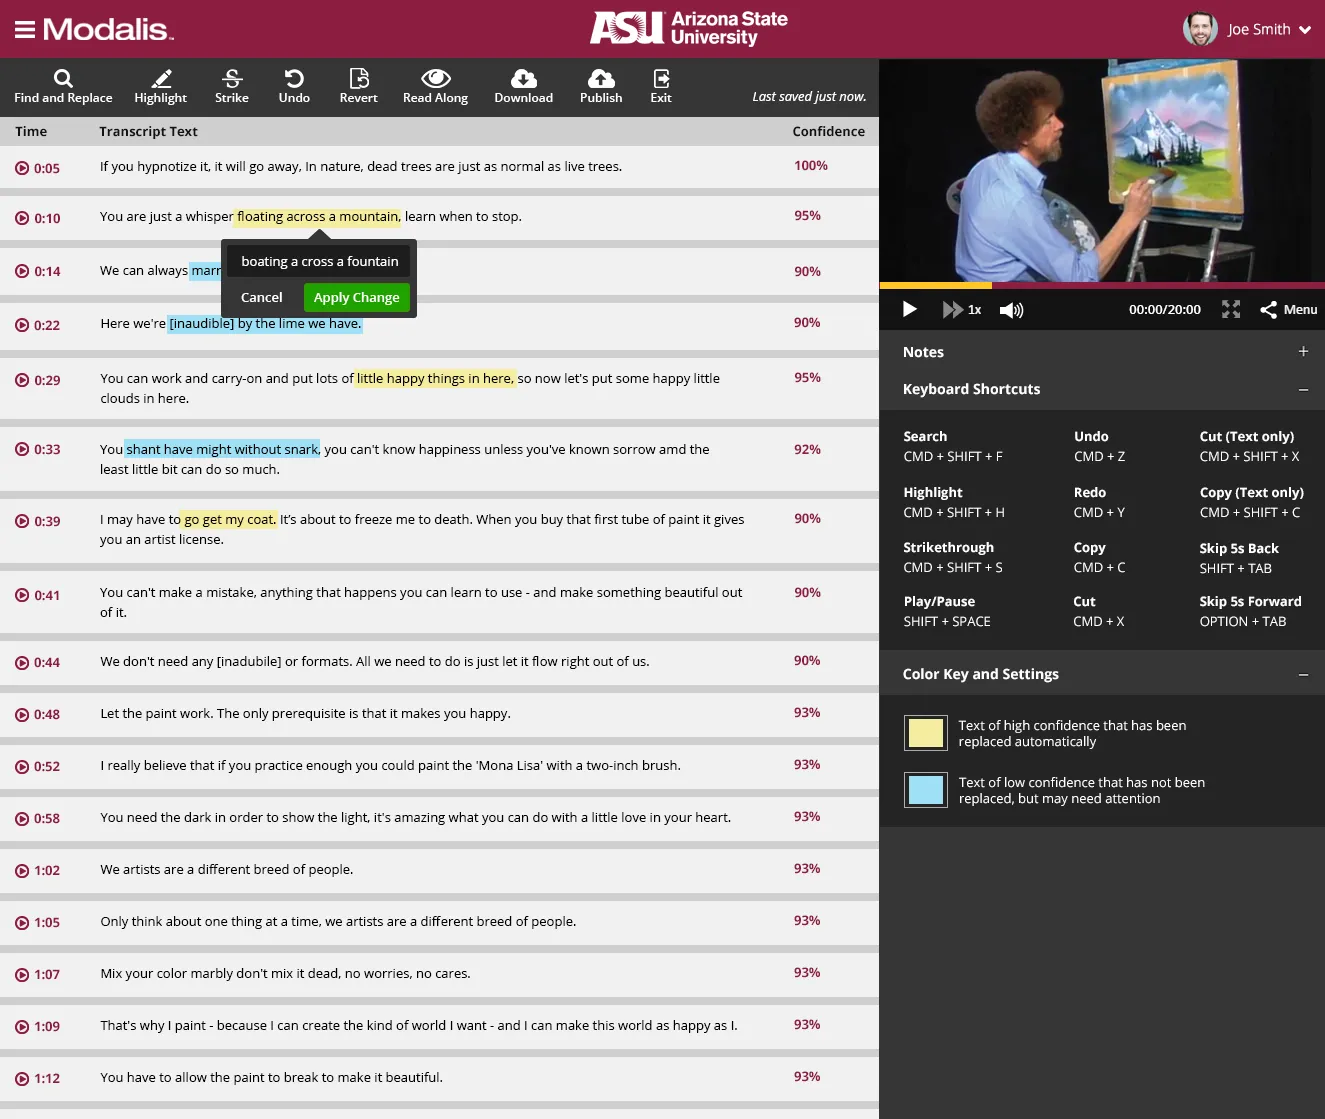 Modalis™
ASU Arizona State
University
Joe Smith
Find and Replace Highlight Strike Undo Revert Read Along Download Publish Exit Last saved just now.
Time Transcript Text Confidence
0:05 If you hypnotize it, it will go away, In nature, dead trees are just as normal as live trees. 100%
0:10 You are just a whisper floating across a mountain, learn when to stop. 95%
boating a cross a fountain
Cancel Apply Change
0:14 We can always 90%
0:22 Here we're [inaudible] by the lime we have. 90%
0:29 You can work and carry-on and put lots of little happy things in here, so now let's put some happy little 95%
clouds in here.
0:33 You shant have might without snark, you can't know happiness unless you've known sorrow amd the 92%
least little bit can do so much.
0:39 I may have to go get my coat. It's about to freeze me to death. When you buy that first tube of paint it gives 90%
you an artist license.
0:41 You can't make a mistake, anything that happens you can learn to use - and make something beautiful out 90%
of it.
0:44 We don't need any [inadubile] or formats. All we need to do is just let it flow right out of us. 90%
0:48 Let the paint work. The only prerequisite is that it makes you happy. 93%
0:52 I really believe that if you practice enough you could paint the 'Mona Lisa' with a two-inch brush. 93%
0:58 You need the dark in order to show the light, it's amazing what you can do with a little love in your heart. 93%
1:02 We artists are a different breed of people. 93%
1:05 Only think about one thing at a time, we artists are a different breed of people. 93%
1:07 Mix your color marbly don't mix it dead, no worries, no cares. 93%
1:09 That's why I paint - because I can create the kind of world I want - and I can make this world as happy as I. 93%
1:12 You have to allow the paint to break to make it beautiful. 93%
1x 00:00/20:00 Menu
Notes +
Keyboard Shortcuts –
Search Undo Cut (Text only)
CMD + SHIFT + F CMD + Z CMD + SHIFT + X
Highlight Redo Copy (Text only)
CMD + SHIFT + H CMD + Y CMD + SHIFT + C
Strikethrough Copy Skip 5s Back
CMD + SHIFT + S CMD + C SHIFT + TAB
Play/Pause Cut Skip 5s Forward
SHIFT + SPACE CMD + X OPTION + TAB
Color Key and Settings –
Text of high confidence that has been
replaced automatically
Text of low confidence that has not been
replaced, but may need attention